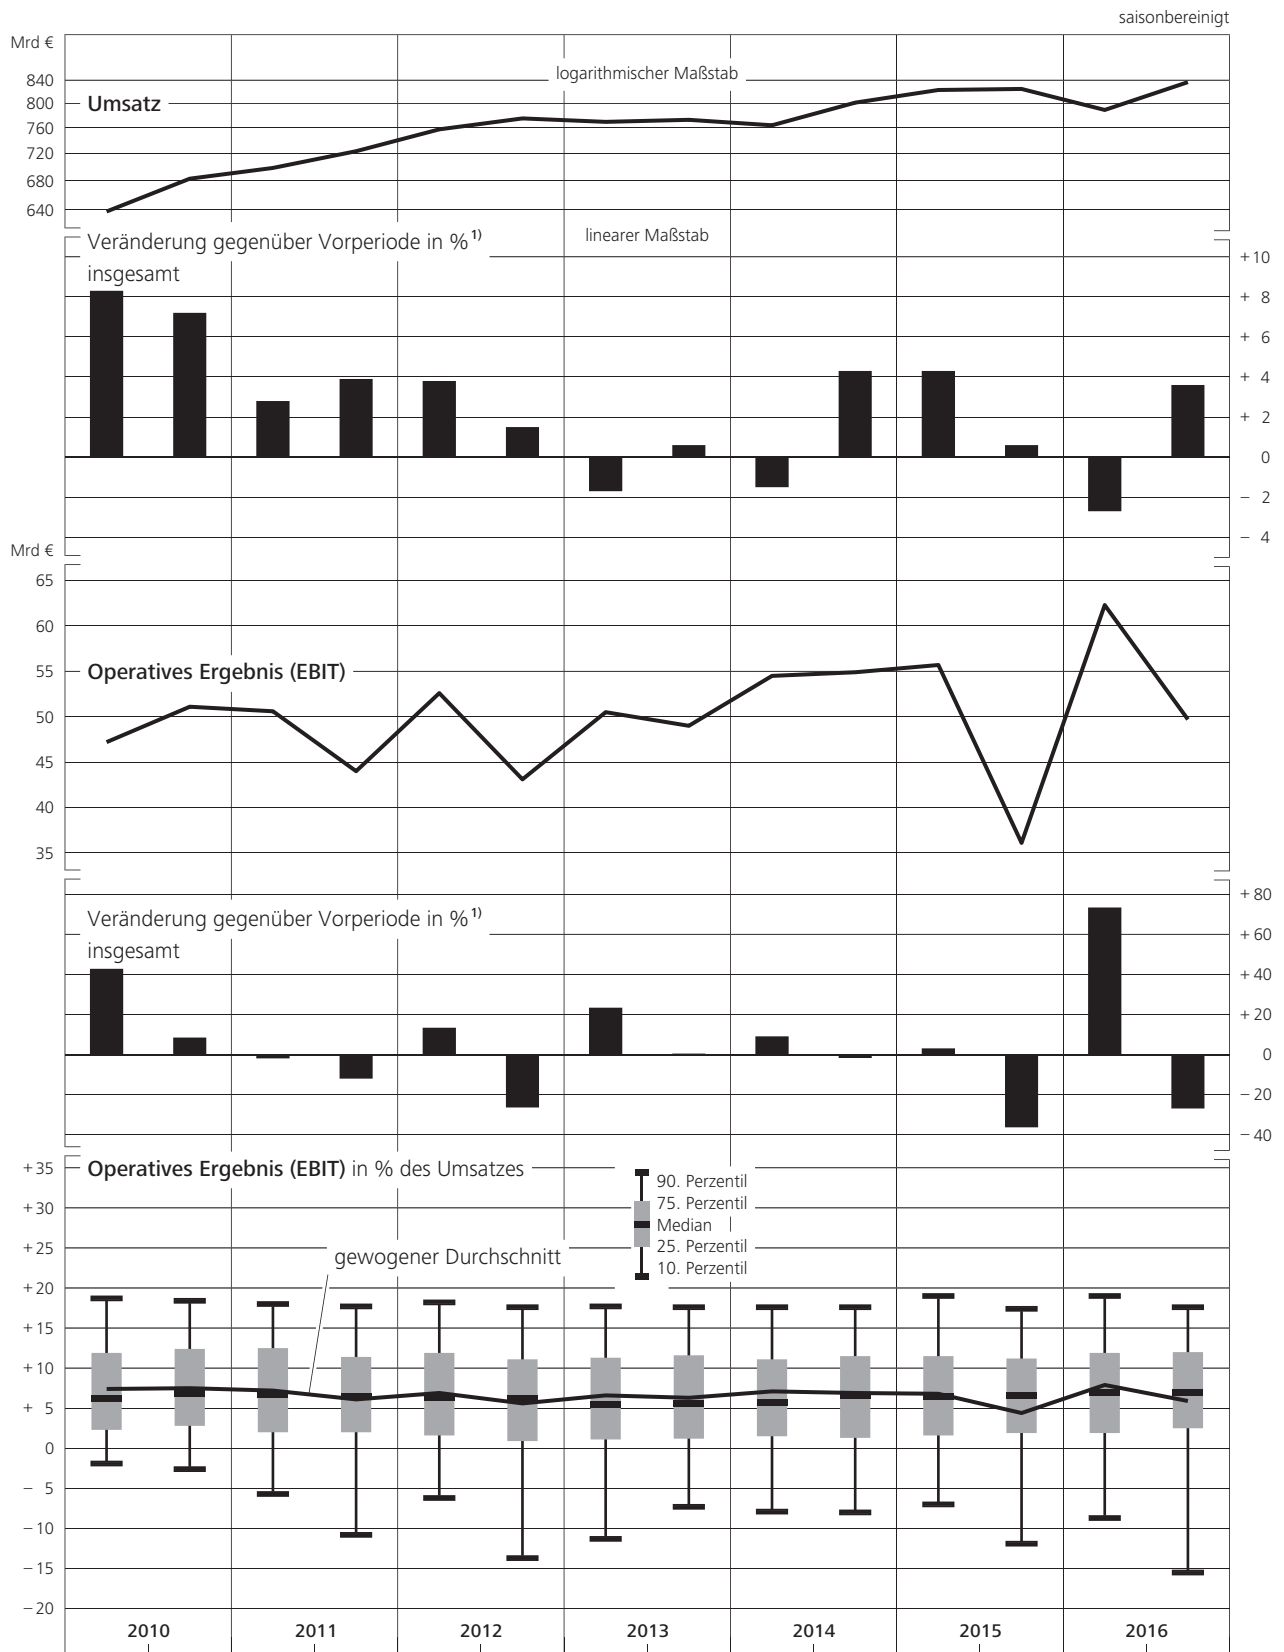 saisonbereinigt
Mrd €
logarithmischer Maßstab
840
800
Umsatz
760
720
680
640
Veränderung gegenüber Vorperiode in %¹⁾
linearer Maßstab
insgesamt
+10
+ 8
+ 6
+ 4
+ 2
0
− 2
− 4
Mrd €
65
60
55
Operatives Ergebnis (EBIT)
50
45
40
35
Veränderung gegenüber Vorperiode in %¹⁾
insgesamt
+80
+60
+40
+20
0
−20
−40
+35
Operatives Ergebnis (EBIT) in % des Umsatzes
90. Perzentil
75. Perzentil
Median
25. Perzentil
10. Perzentil
+30
+25
gewogener Durchschnitt
+20
+15
+10
+ 5
0
− 5
−10
−15
−20
2010 2011 2012 2013 2014 2015 2016